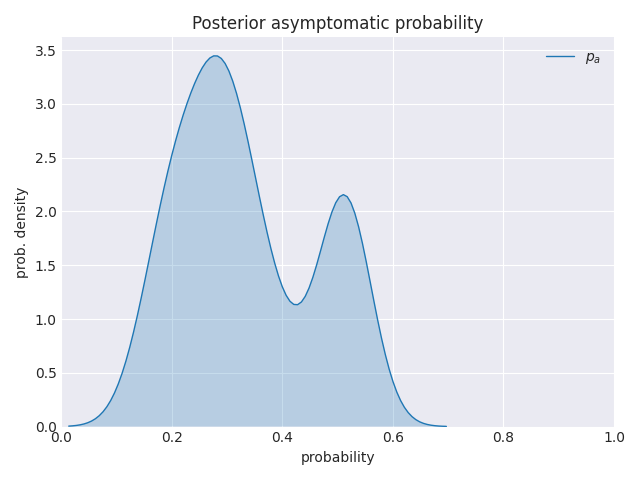 Posterior asymptomatic probability
3.5
3.0
2.5
2.0
1.5
1.0
0.5
0.0
prob. density
pₐ
0.0 0.2 0.4 0.6 0.8 1.0
probability